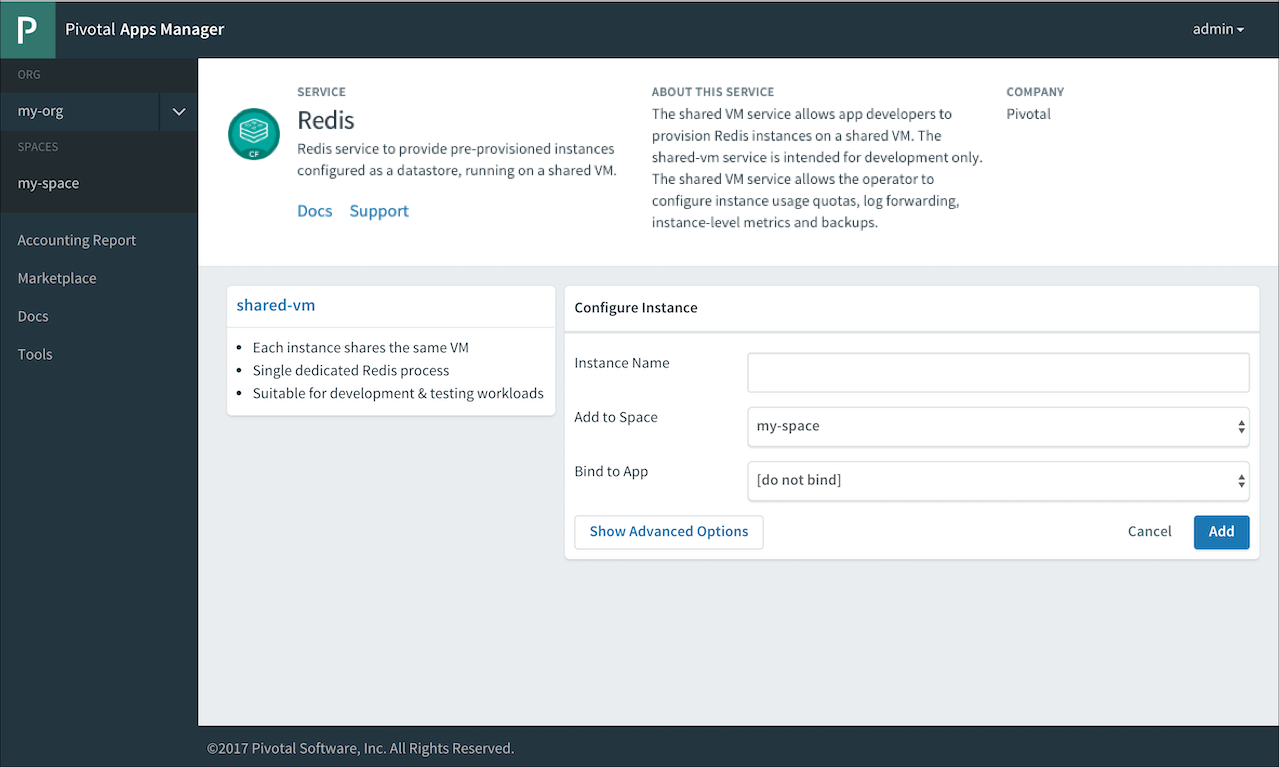 P
Pivotal Apps Manager
admin
ORG
my-org
SPACES
my-space
Accounting Report
Marketplace
Docs
Tools
CF
SERVICE
Redis
Redis service to provide pre-provisioned instances
configured as a datastore, running on a shared VM.
Docs Support
ABOUT THIS SERVICE
The shared VM service allows app developers to
provision Redis instances on a shared VM. The
shared-vm service is intended for development only.
The shared VM service allows the operator to
configure instance usage quotas, log forwarding,
instance-level metrics and backups.
COMPANY
Pivotal
shared-vm
• Each instance shares the same VM
• Single dedicated Redis process
• Suitable for development & testing workloads
Configure Instance
Instance Name
Add to Space
my-space
Bind to App
[do not bind]
Show Advanced Options
Cancel
Add
©2017 Pivotal Software, Inc. All Rights Reserved.